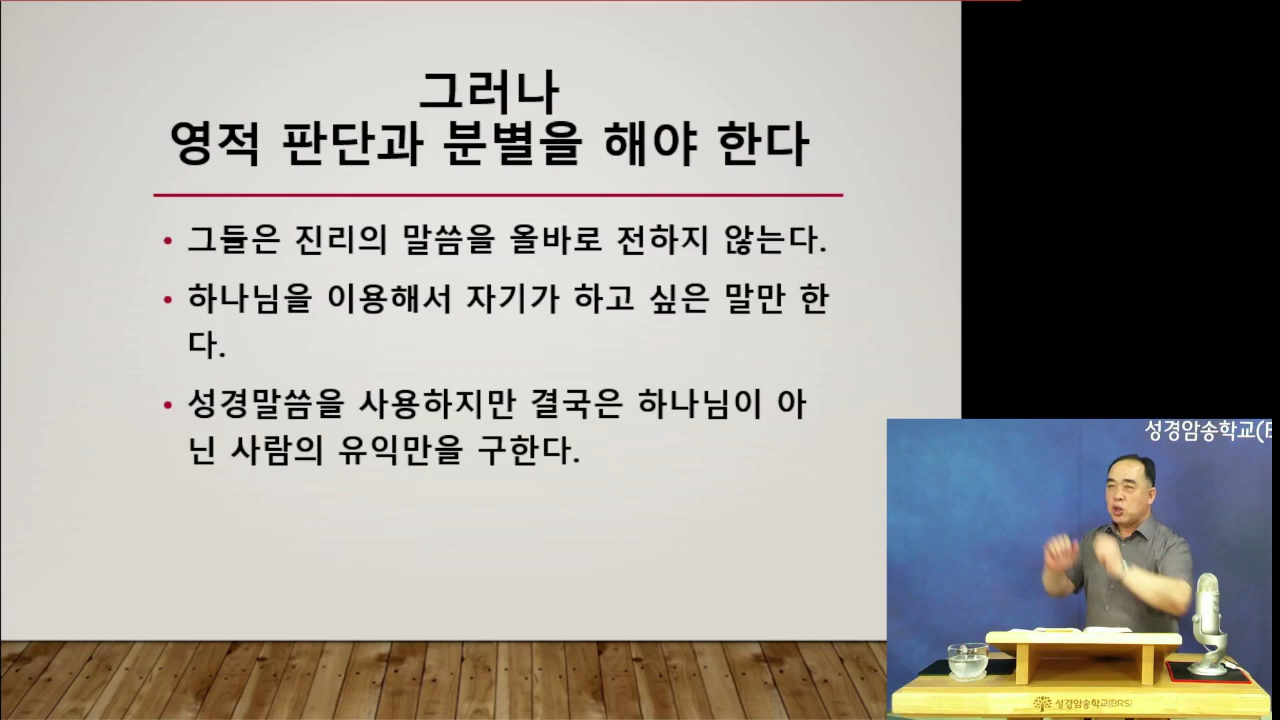 그러나
영적 판단과 분별을 해야 한다
• 그들은 진리의 말씀을 올바로 전하지 않는다.
• 하나님을 이용해서 자기가 하고 싶은 말만 한
다.
• 성경말씀을 사용하지만 결국은 하나님이 아
닌 사람의 유익만을 구한다.
성경암송학교(B
성경암송학교(BRS)